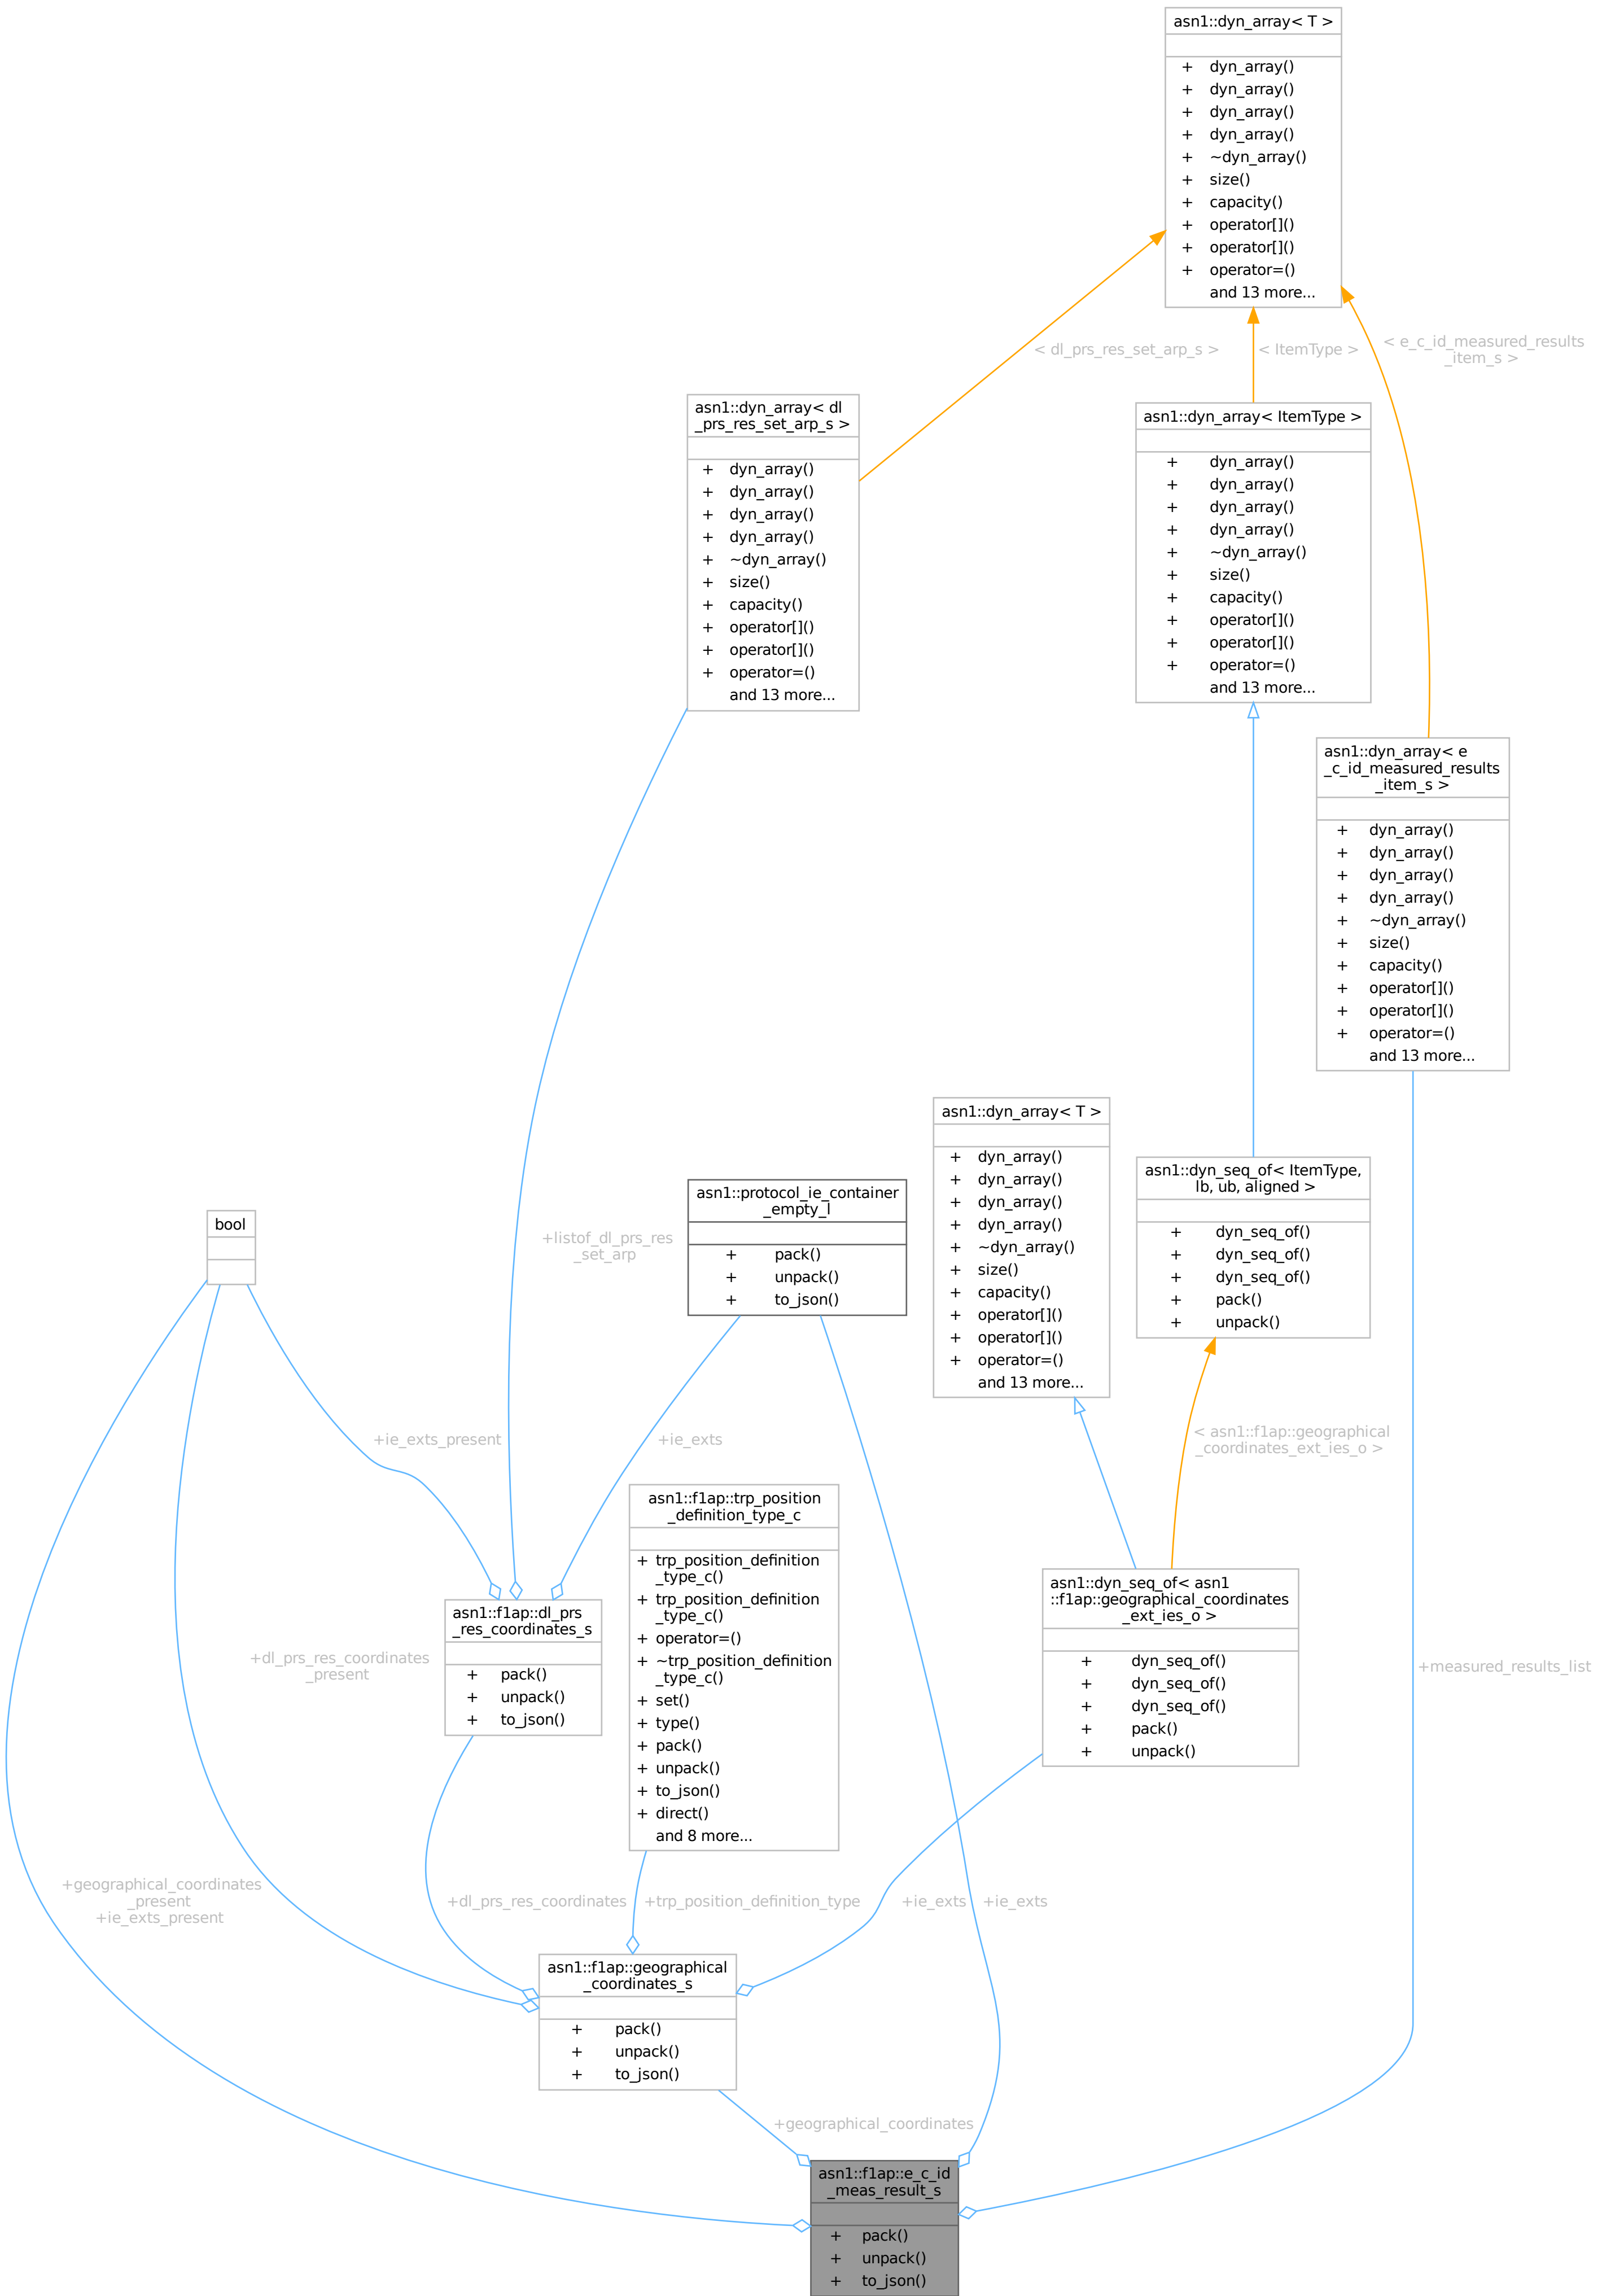 asn1::dyn_array< T >
+ dyn_array()
+ dyn_array()
+ dyn_array()
+ dyn_array()
+ ~dyn_array()
+ size()
+ capacity()
+ operator[]()
+ operator[]()
+ operator=()
and 13 more...
< dl_prs_res_set_arp_s >
< ItemType >
< e_c_id_measured_results
_item_s >
asn1::dyn_array< dl
_prs_res_set_arp_s >
+ dyn_array()
+ dyn_array()
+ dyn_array()
+ dyn_array()
+ ~dyn_array()
+ size()
+ capacity()
+ operator[]()
+ operator[]()
+ operator=()
and 13 more...
asn1::dyn_array< ItemType >
+ dyn_array()
+ dyn_array()
+ dyn_array()
+ dyn_array()
+ ~dyn_array()
+ size()
+ capacity()
+ operator[]()
+ operator[]()
+ operator=()
and 13 more...
asn1::dyn_array< e
_c_id_measured_results
_item_s >
+ dyn_array()
+ dyn_array()
+ dyn_array()
+ dyn_array()
+ ~dyn_array()
+ size()
+ capacity()
+ operator[]()
+ operator[]()
+ operator=()
and 13 more...
asn1::dyn_array< T >
+ dyn_array()
+ dyn_array()
+ dyn_array()
+ dyn_array()
+ ~dyn_array()
+ size()
+ capacity()
+ operator[]()
+ operator[]()
+ operator=()
and 13 more...
asn1::dyn_seq_of< ItemType,
lb, ub, aligned >
+ dyn_seq_of()
+ dyn_seq_of()
+ dyn_seq_of()
+ pack()
+ unpack()
asn1::protocol_ie_container
_empty_l
+ pack()
+ unpack()
+ to_json()
bool
+listof_dl_prs_res
_set_arp
+ie_exts_present
+ie_exts
< asn1::f1ap::geographical
_coordinates_ext_ies_o >
asn1::f1ap::trp_position
_definition_type_c
+ trp_position_definition
_type_c()
+ trp_position_definition
_type_c()
+ operator=()
+ ~trp_position_definition
_type_c()
+ set()
+ type()
+ pack()
+ unpack()
+ to_json()
+ direct()
and 8 more...
asn1::dyn_seq_of< asn1
::f1ap::geographical_coordinates
_ext_ies_o >
+ dyn_seq_of()
+ dyn_seq_of()
+ dyn_seq_of()
+ pack()
+ unpack()
asn1::f1ap::dl_prs
_res_coordinates_s
+ pack()
+ unpack()
+ to_json()
+dl_prs_res_coordinates
_present
+measured_results_list
+geographical_coordinates
_present
+ie_exts_present
+dl_prs_res_coordinates
+trp_position_definition_type
+ie_exts
+ie_exts
asn1::f1ap::geographical
_coordinates_s
+ pack()
+ unpack()
+ to_json()
+geographical_coordinates
asn1::f1ap::e_c_id
_meas_result_s
+ pack()
+ unpack()
+ to_json()